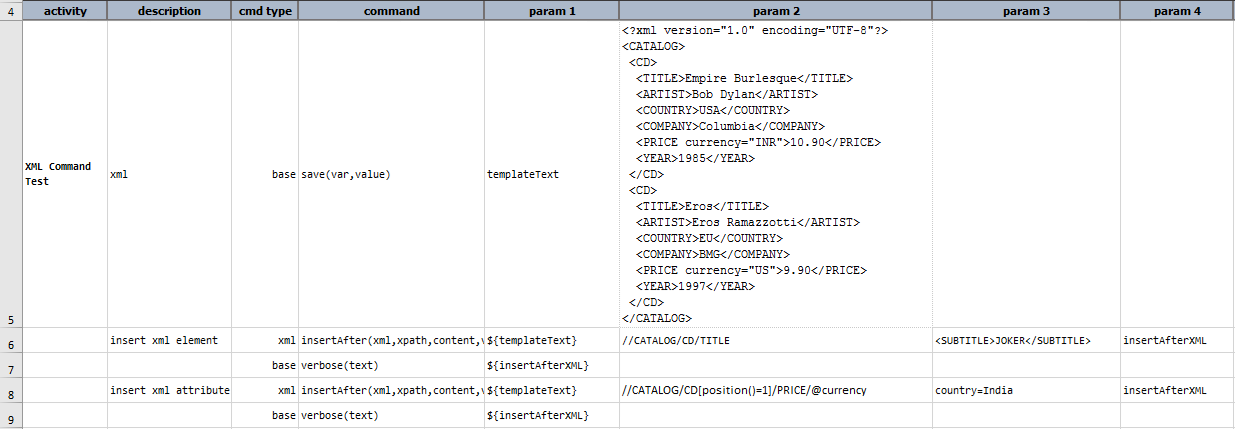 4 activity description cmd type command param 1 param 2 param 3 param 4
<?xml version="1.0" encoding="UTF-8"?>
<CATALOG>
<CD>
<TITLE>Empire Burlesque</TITLE>
<ARTIST>Bob Dylan</ARTIST>
<COUNTRY>USA</COUNTRY>
<COMPANY>Columbia</COMPANY>
<PRICE currency="INR">10.90</PRICE>
<YEAR>1985</YEAR>
XML Command
Test
xml base save(var,value) templateText
</CD>
<CD>
<TITLE>Eros</TITLE>
<ARTIST>Eros Ramazzotti</ARTIST>
<COUNTRY>EU</COUNTRY>
<COMPANY>BMG</COMPANY>
<PRICE currency="US">9.90</PRICE>
<YEAR>1997</YEAR>
</CD>
</CATALOG>
5
6 insert xml element xml insertAfter(xml,xpath,content, ${templateText} //CATALOG/CD/TITLE <SUBTITLE>JOKER</SUBTITLE> insertAfterXML
7 base verbose(text) ${insertAfterXML}
8 insert xml attribute xml insertAfter(xml,xpath,content, ${templateText} //CATALOG/CD[position()=1]/PRICE/@currency country=India insertAfterXML
9 base verbose(text) ${insertAfterXML}